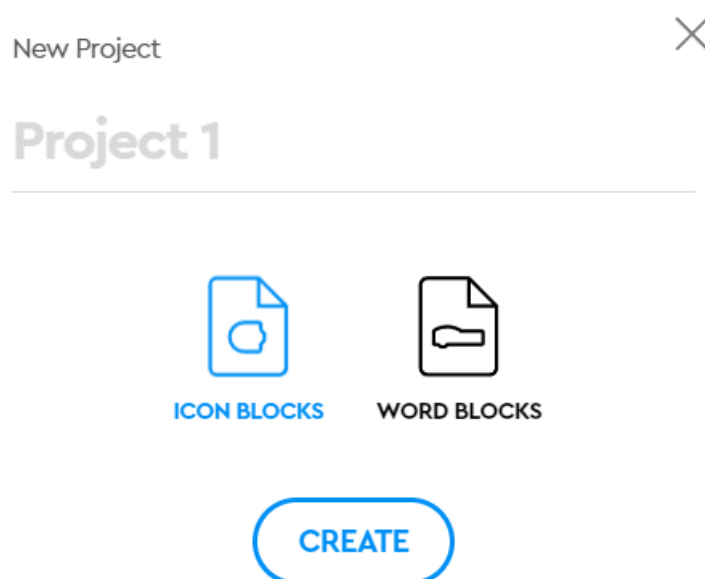 New Project
Project 1
ICON BLOCKS
WORD BLOCKS
CREATE